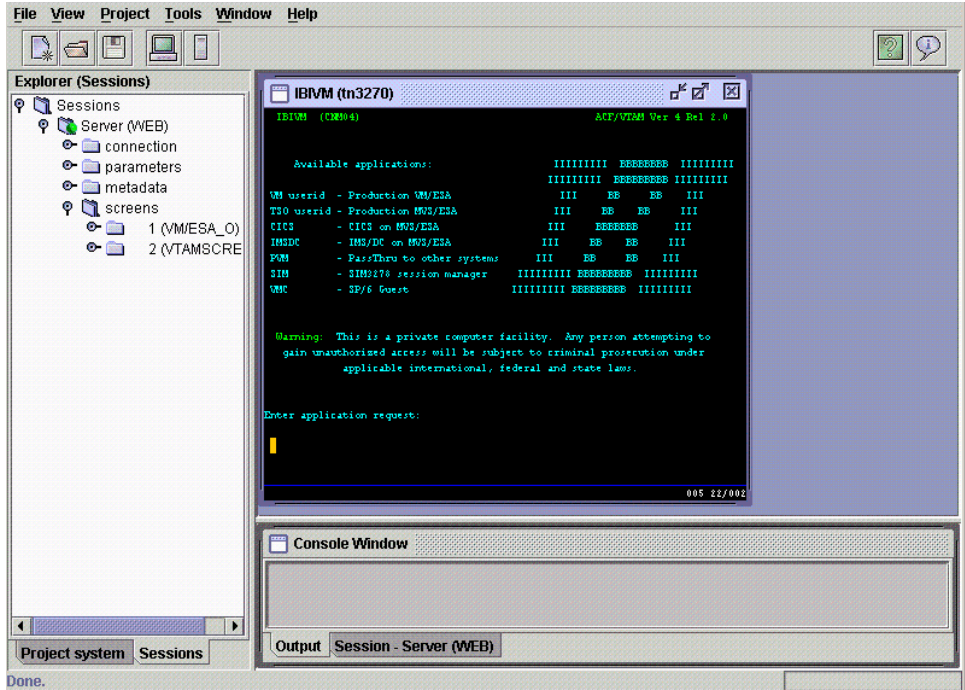 File View Project Tools Window Help
Explorer (Sessions)
Sessions
Server (WEB)
connection
parameters
metadata
screens
1 (VM/ESA_O)
2 (VTAMSCRE
Project system Sessions
Done.
IBIVM (tn3270)
IBIVM (CNM04) ACF/VTAM Ver 4 Rel 2.0
Available applications: IIIIIIIII BBBBBBBB IIIIIIIII
IIIIIIIII BBBBBBBBB IIIIIIIII
VM userid - Production VM/ESA III BB BB III
TSO userid - Production MVS/ESA III BB BB III
CICS - CICS on MVS/ESA III BBBBBBBB III
IMSDC - IMS/DC on MVS/ESA III BB BB III
PVM - PassThru to other systems III BB BB III
SIM - SIM3278 session manager IIIIIIIII BBBBBBBBB IIIIIIIII
VMC - SP/6 Guest IIIIIIIII BBBBBBBB IIIIIIIII
Warning: This is a private computer facility. Any person attempting to
gain unauthorized access will be subject to criminal prosecution under
applicable international, federal and state laws.
Enter application request:
005 22/002
Console Window
Output Session - Server (WEB)